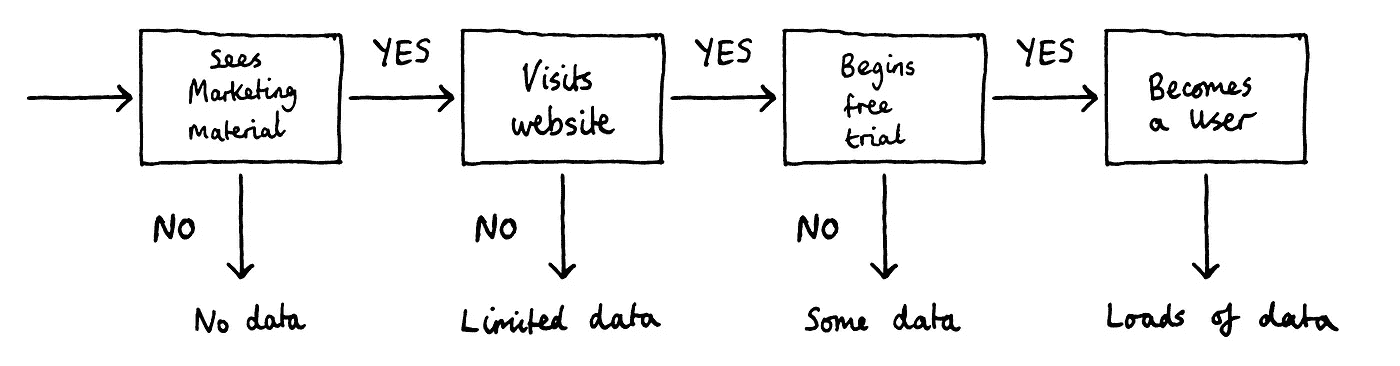 Sees
Marketing
Material
YES
Visits
website
YES
Begins
free
trial
YES
Becomes
a User
NO
NO
NO
No data
Limited data
Some data
Loads of data